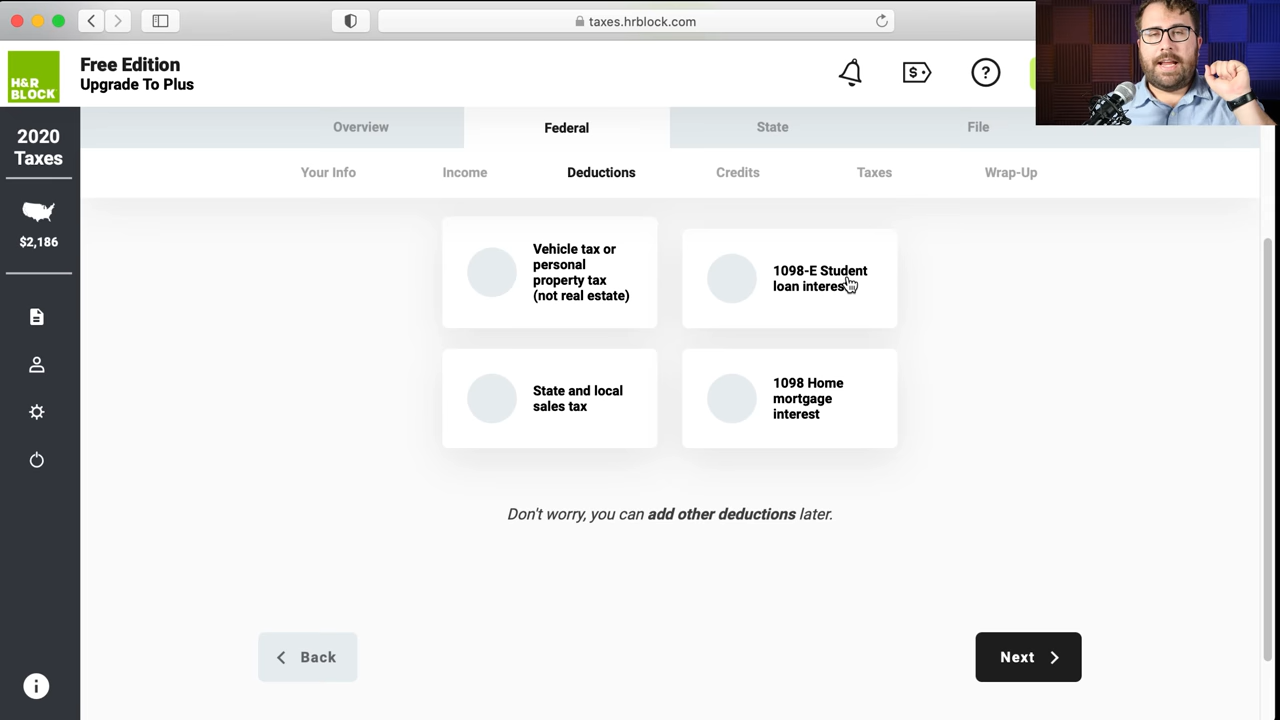 taxes.hrblock.com
H&R
BLOCK
Free Edition
Upgrade To Plus
$
?
2020
Taxes
$2,186
Overview
Federal
State
File
Your Info
Income
Deductions
Credits
Taxes
Wrap-Up
Vehicle tax or
personal
property tax
(not real estate)
1098-E Student
loan interest
State and local
sales tax
1098 Home
mortgage
interest
Don't worry, you can add other deductions later.
Back
Next